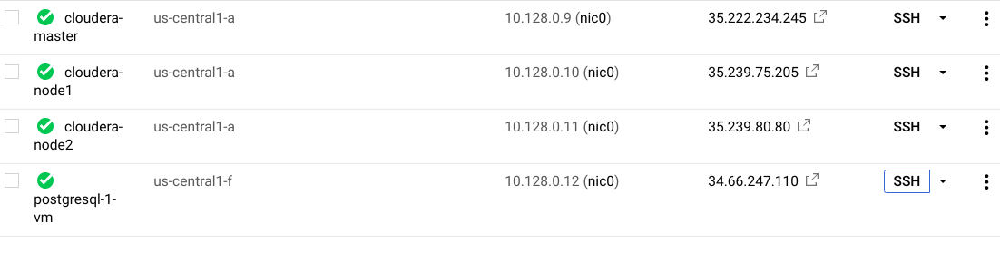 cloudera-master us-central1-a 10.128.0.9 (nic0) 35.222.234.245 SSH
cloudera-node1 us-central1-a 10.128.0.10 (nic0) 35.239.75.205 SSH
cloudera-node2 us-central1-a 10.128.0.11 (nic0) 35.239.80.80 SSH
postgresql-1-vm us-central1-f 10.128.0.12 (nic0) 34.66.247.110 SSH